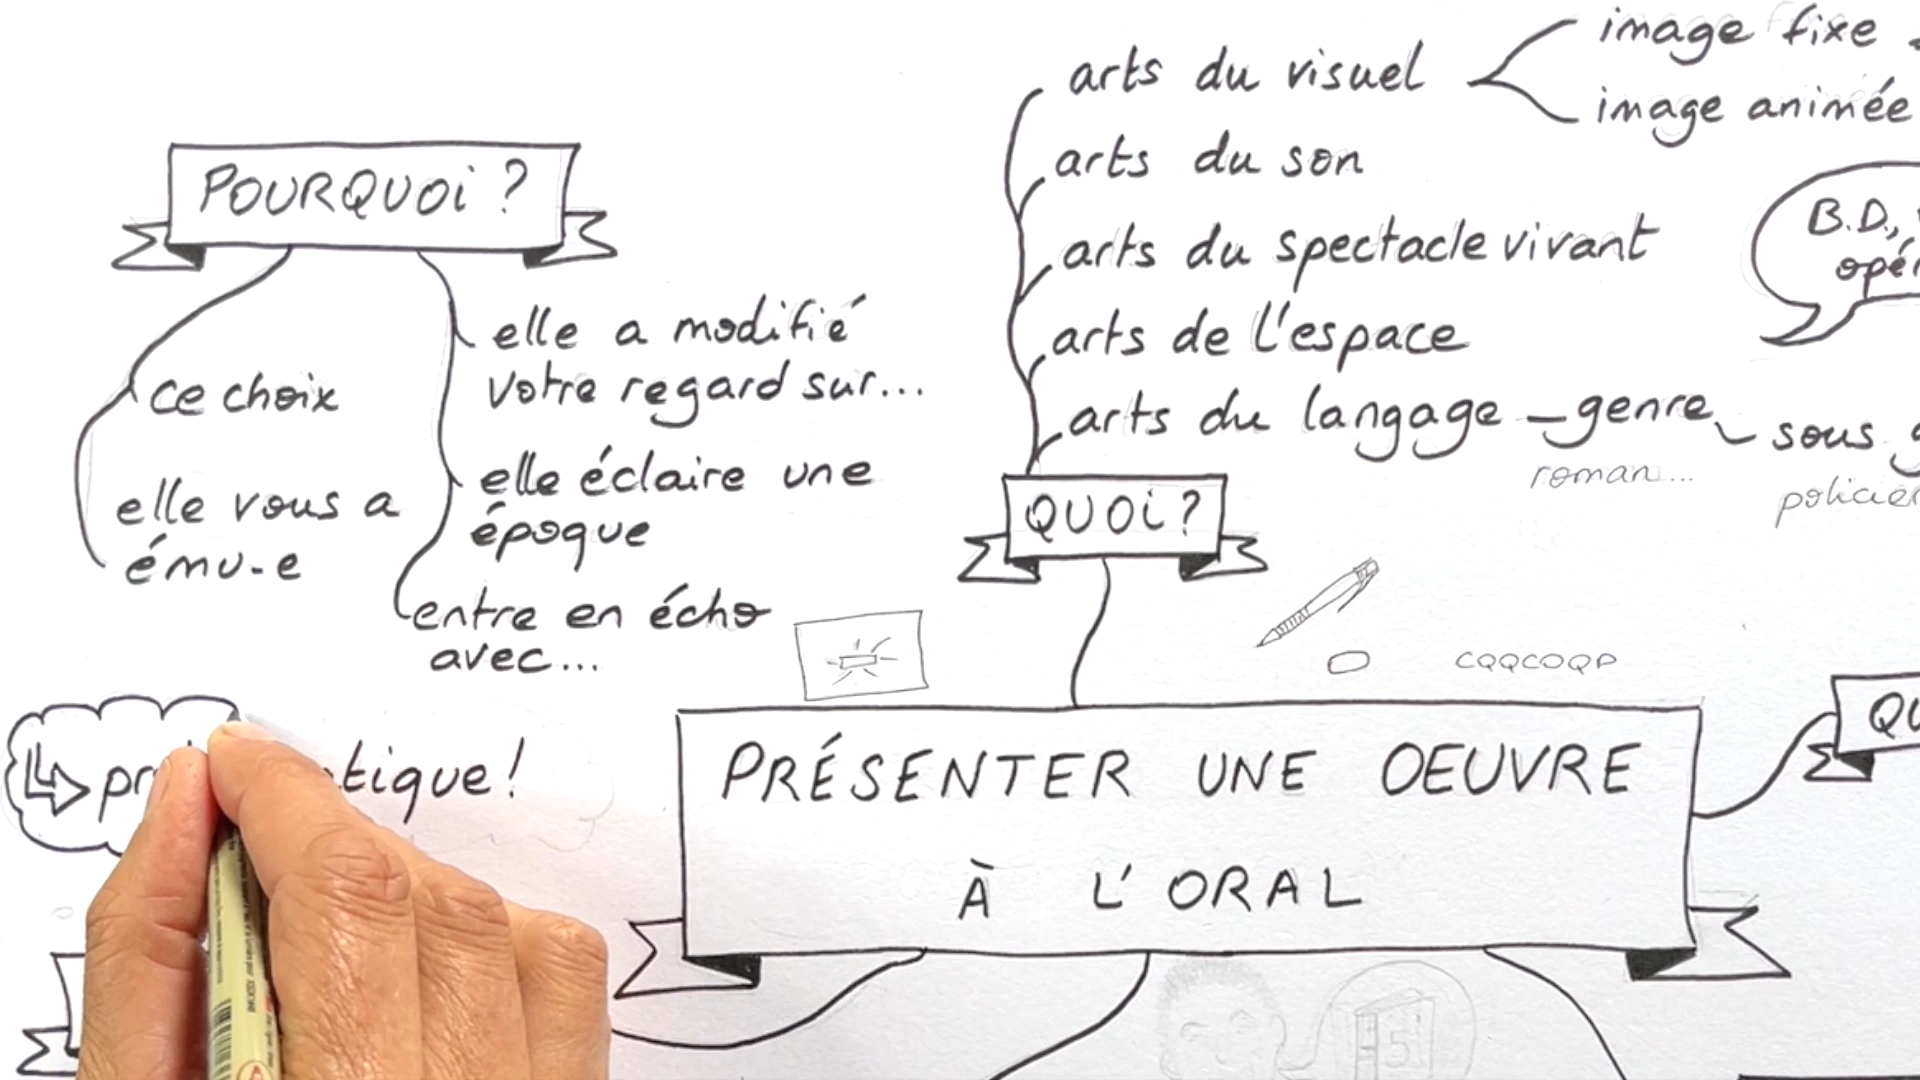 POURQUOI ?
ce choix
elle vous a
ému-e
elle a modifié
votre regard sur...
elle éclaire une
époque
entre en écho
avec...
arts du visuel
image fixe
image animée
arts du son
arts du spectacle vivant
arts de l'espace
arts du langage - genre
roman...
sous
B.D.,
QUOI ?
CQQCOQP
PRÉSENTER UNE OEUVRE
À L'ORAL
5